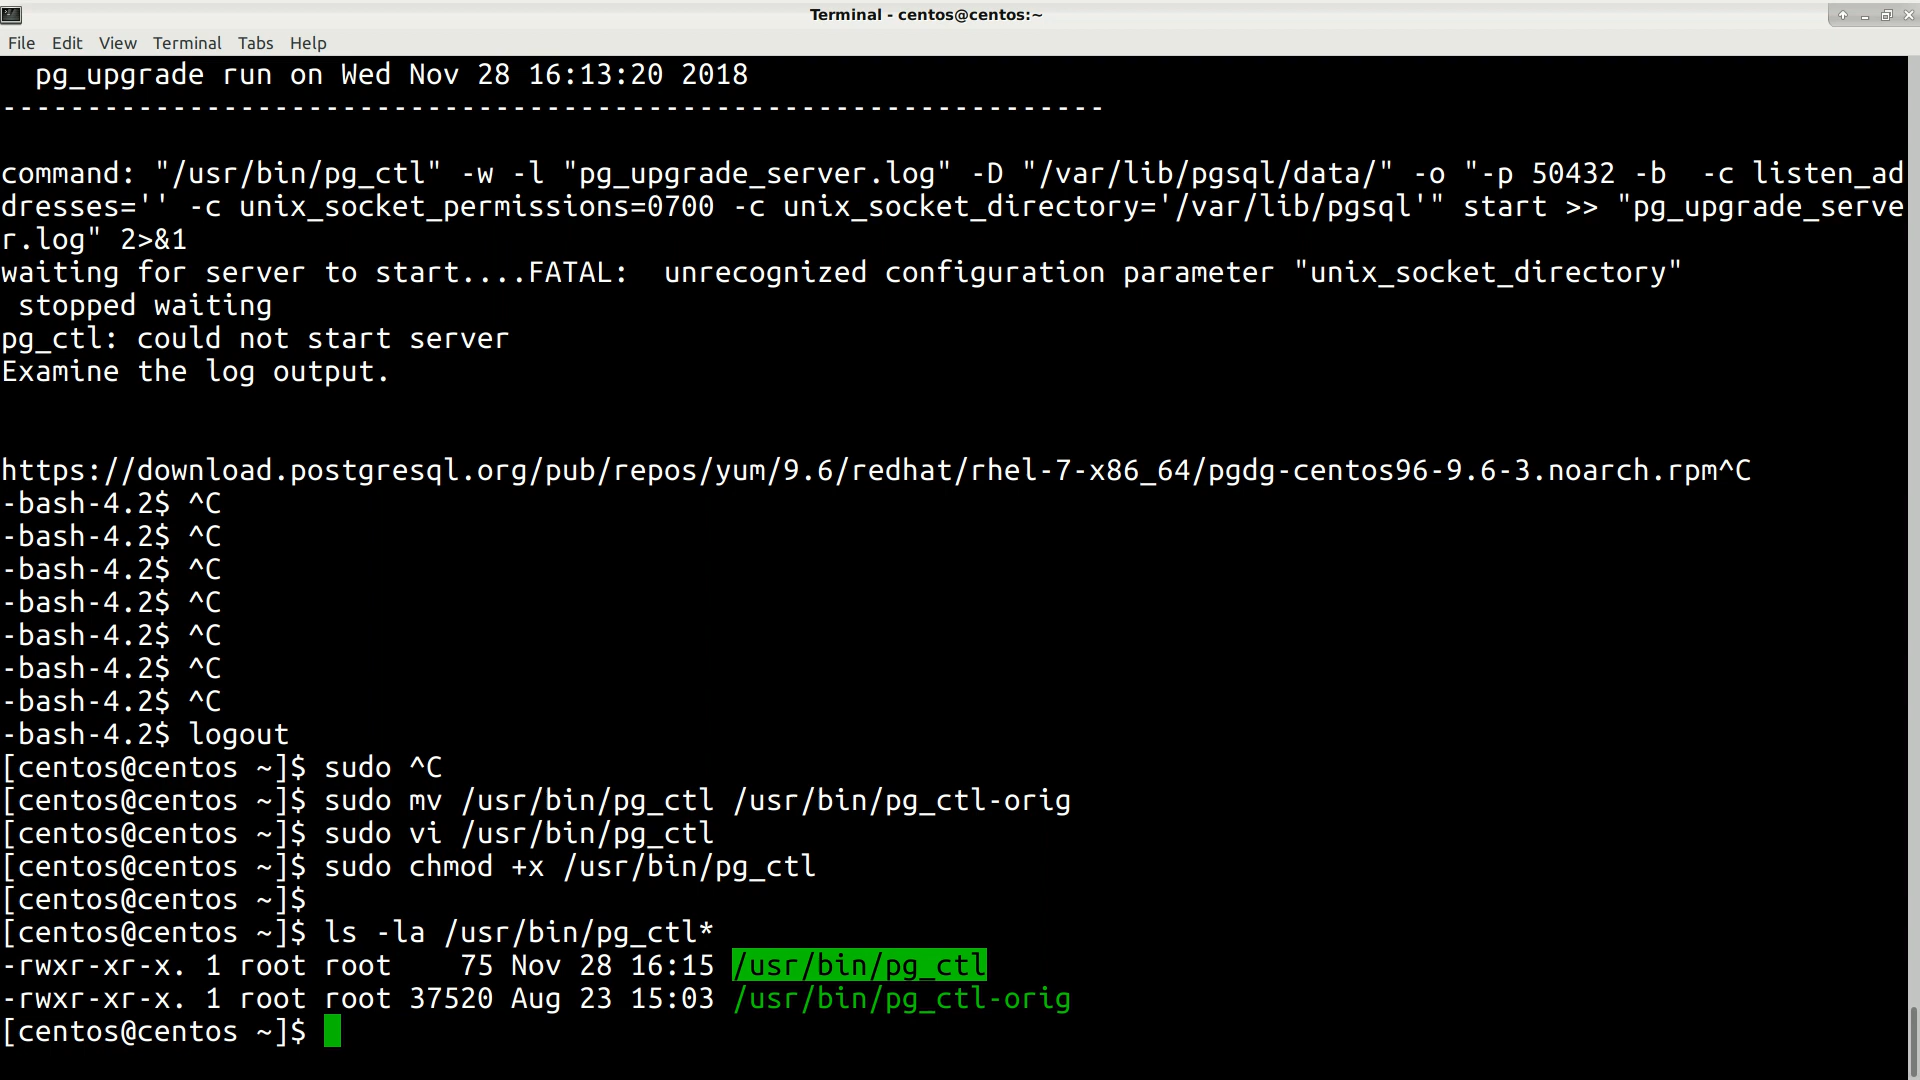 Terminal - centos@centos:~
File Edit View Terminal Tabs Help
  pg_upgrade run on Wed Nov 28 16:13:20 2018
-----------------------------------------------------------------

command: "/usr/bin/pg_ctl" -w -l "pg_upgrade_server.log" -D "/var/lib/pgsql/data/" -o "-p 50432 -b  -c listen_ad
dresses='' -c unix_socket_permissions=0700 -c unix_socket_directory='/var/lib/pgsql'" start >> "pg_upgrade_serve
r.log" 2>&1
waiting for server to start....FATAL:  unrecognized configuration parameter "unix_socket_directory"
 stopped waiting
pg_ctl: could not start server
Examine the log output.

https://download.postgresql.org/pub/repos/yum/9.6/redhat/rhel-7-x86_64/pgdg-centos96-9.6-3.noarch.rpm^C
-bash-4.2$ ^C
-bash-4.2$ ^C
-bash-4.2$ ^C
-bash-4.2$ ^C
-bash-4.2$ ^C
-bash-4.2$ ^C
-bash-4.2$ ^C
-bash-4.2$ logout
[centos@centos ~]$ sudo ^C
[centos@centos ~]$ sudo mv /usr/bin/pg_ctl /usr/bin/pg_ctl-orig
[centos@centos ~]$ sudo vi /usr/bin/pg_ctl
[centos@centos ~]$ sudo chmod +x /usr/bin/pg_ctl
[centos@centos ~]$
[centos@centos ~]$ ls -la /usr/bin/pg_ctl*
-rwxr-xr-x. 1 root root    75 Nov 28 16:15 /usr/bin/pg_ctl
-rwxr-xr-x. 1 root root 37520 Aug 23 15:03 /usr/bin/pg_ctl-orig
[centos@centos ~]$